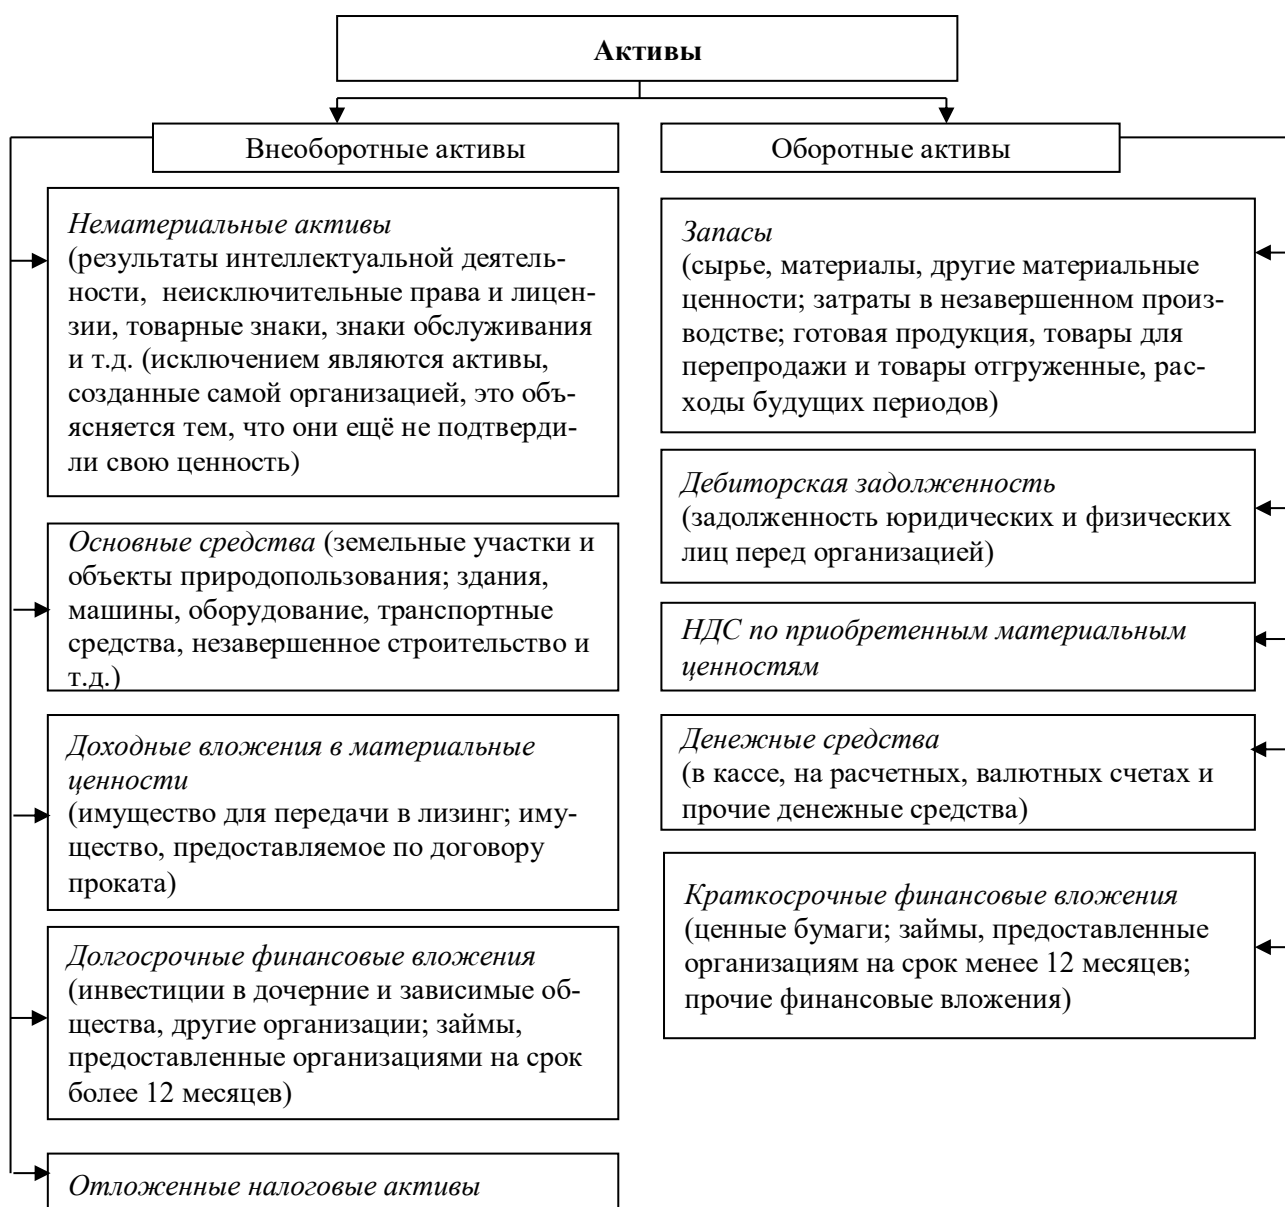 Активы
Внеоборотные активы
Нематериальные активы
(результаты интеллектуальной деятель-
ности, неисключительные права и лицен-
зии, товарные знаки, знаки обслуживания
и т.д. (исключением являются активы,
созданные самой организацией, это объ-
ясняется тем, что они ещё не подтверди-
ли свою ценность)
Основные средства (земельные участки и
объекты природопользования; здания,
машины, оборудование, транспортные
средства, незавершенное строительство и
т.д.)
Доходные вложения в материальные
ценности
(имущество для передачи в лизинг; иму-
щество, предоставляемое по договору
проката)
Долгосрочные финансовые вложения
(инвестиции в дочерние и зависимые об-
щества, другие организации; займы,
предоставленные организациями на срок
более 12 месяцев)
Отложенные налоговые активы
Оборотные активы
Запасы
(сырье, материалы, другие материальные
ценности; затраты в незавершенном произ-
водстве; готовая продукция, товары для
перепродажи и товары отгруженные, рас-
ходы будущих периодов)
Дебиторская задолженность
(задолженность юридических и физических
лиц перед организацией)
НДС по приобретенным материальным
ценностям
Денежные средства
(в кассе, на расчетных, валютных счетах и
прочие денежные средства)
Краткосрочные финансовые вложения
(ценные бумаги; займы, предоставленные
организациям на срок менее 12 месяцев;
прочие финансовые вложения)